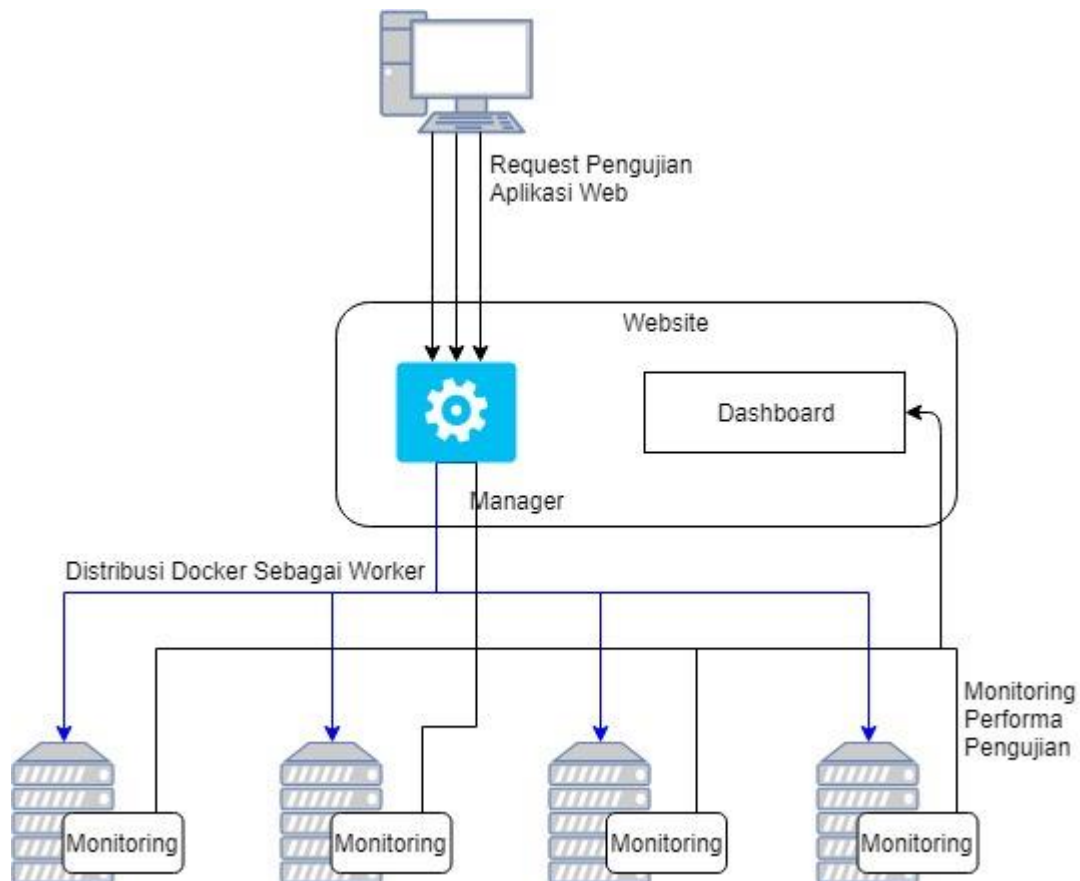 Request Pengujian
Aplikasi Web
Website
Dashboard
Manager
Distribusi Docker Sebagai Worker
Monitoring
Performa
Pengujian
Monitoring
Monitoring
Monitoring
Monitoring